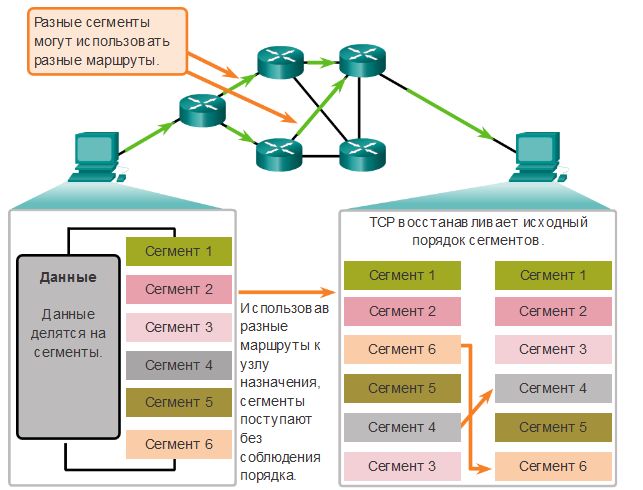 Разные сегменты
могут использовать
разные маршруты.
Данные
Данные
делятся на
сегменты.
Сегмент 1
Сегмент 2
Сегмент 3
Сегмент 4
Сегмент 5
Сегмент 6
Использовав
разные
маршруты к
узлу
назначения,
сегменты
поступают
без
соблюдения
порядка.
TCP восстанавливает исходный
порядок сегментов.
Сегмент 1
Сегмент 2
Сегмент 6
Сегмент 5
Сегмент 4
Сегмент 3
Сегмент 1
Сегмент 2
Сегмент 3
Сегмент 4
Сегмент 5
Сегмент 6